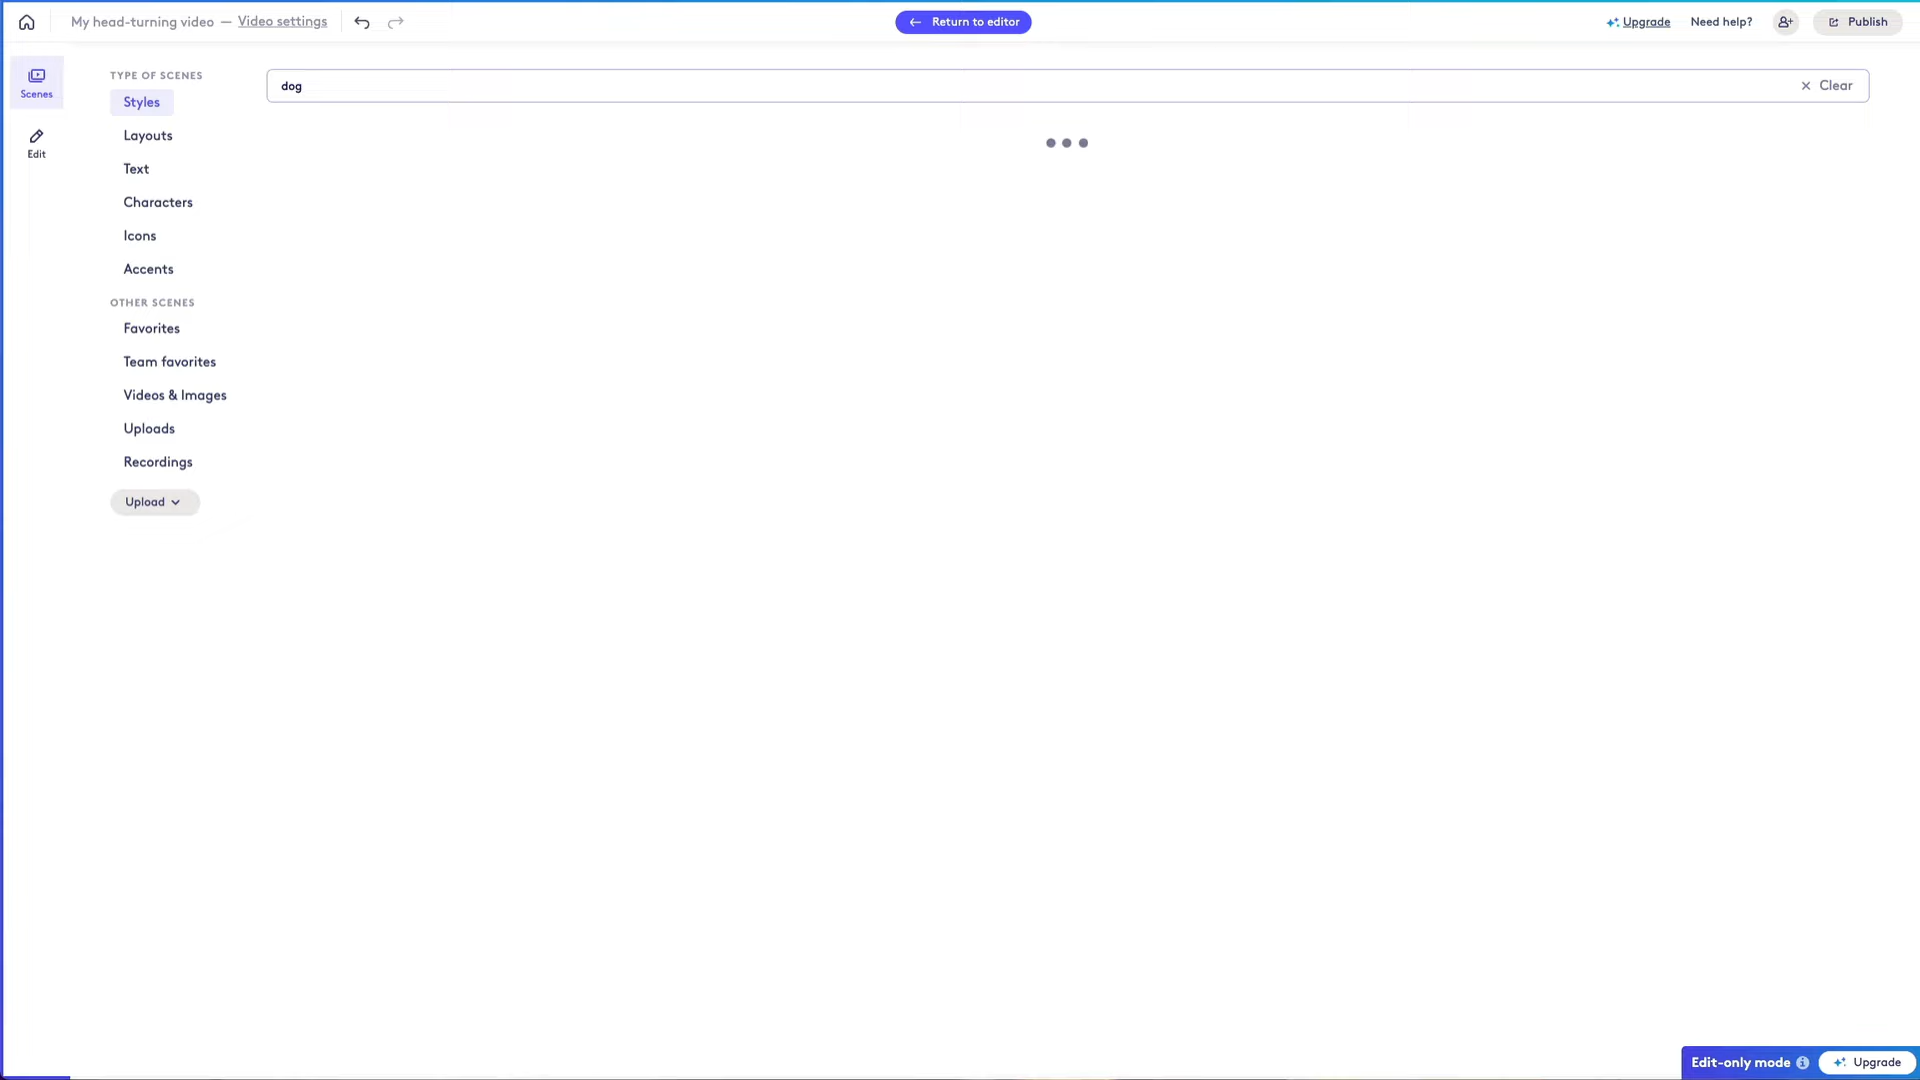 My head-turning video — Video settings
Return to editor
Upgrade
Need help?
Publish
Scenes
Edit
TYPE OF SCENES
Styles
Layouts
Text
Characters
Icons
Accents
OTHER SCENES
Favorites
Team favorites
Videos & Images
Uploads
Recordings
Upload
dog
Clear
Edit-only mode
Upgrade